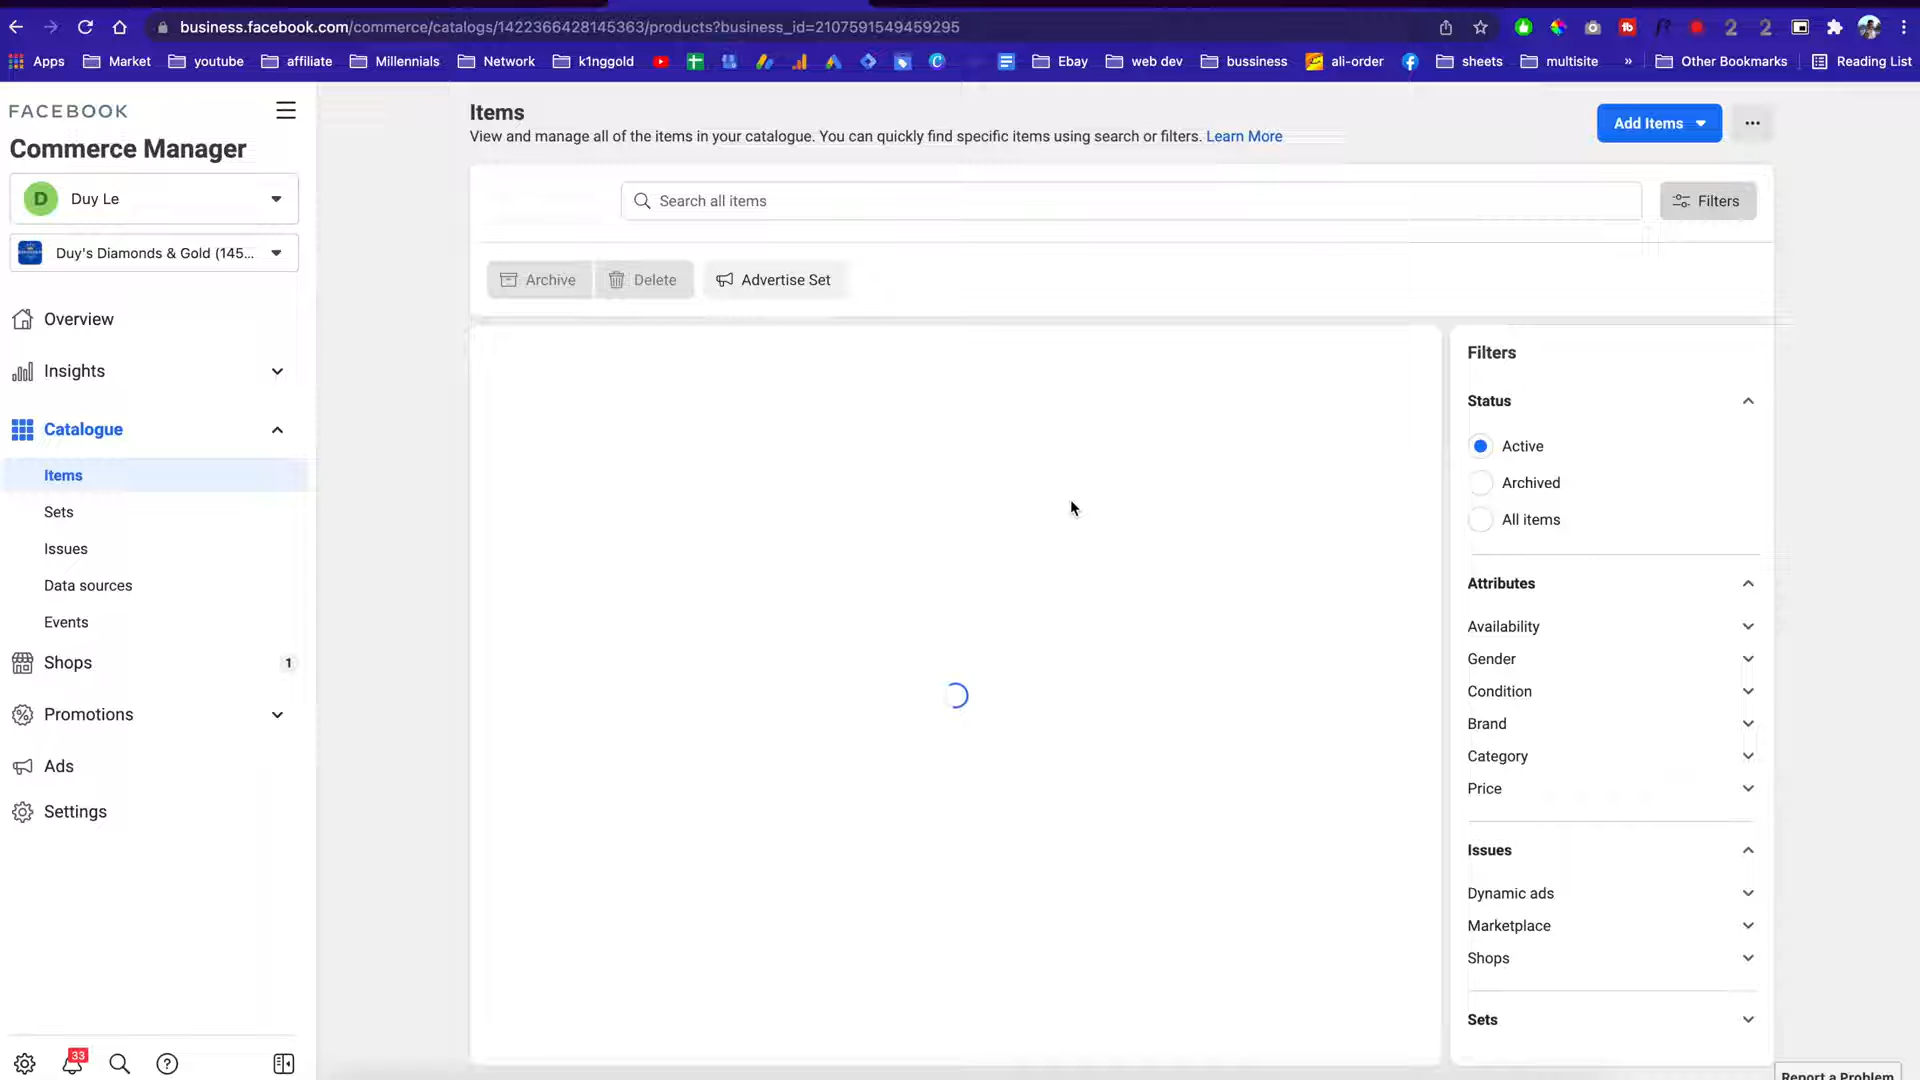 business.facebook.com/commerce/catalogs/1422366428145363/products?business_id=2107591549459295
2
2
Apps
Market
youtube
affiliate
Millennials
Network
k1nggold
Ebay
web dev
bussiness
ali-order
sheets
multisite
»
Other Bookmarks
Reading List
FACEBOOK
Commerce Manager
D
Duy Le
Duy's Diamonds & Gold (145...
Overview
Insights
Catalogue
Items
Sets
Issues
Data sources
Events
Shops
1
Promotions
Ads
Settings
33
Items
View and manage all of the items in your catalogue. You can quickly find specific items using search or filters. Learn More
Add Items
Search all items
Filters
Archive
Delete
Advertise Set
Filters
Status
Active
Archived
All items
Attributes
Availability
Gender
Condition
Brand
Category
Price
Issues
Dynamic ads
Marketplace
Shops
Sets
Report a Problem